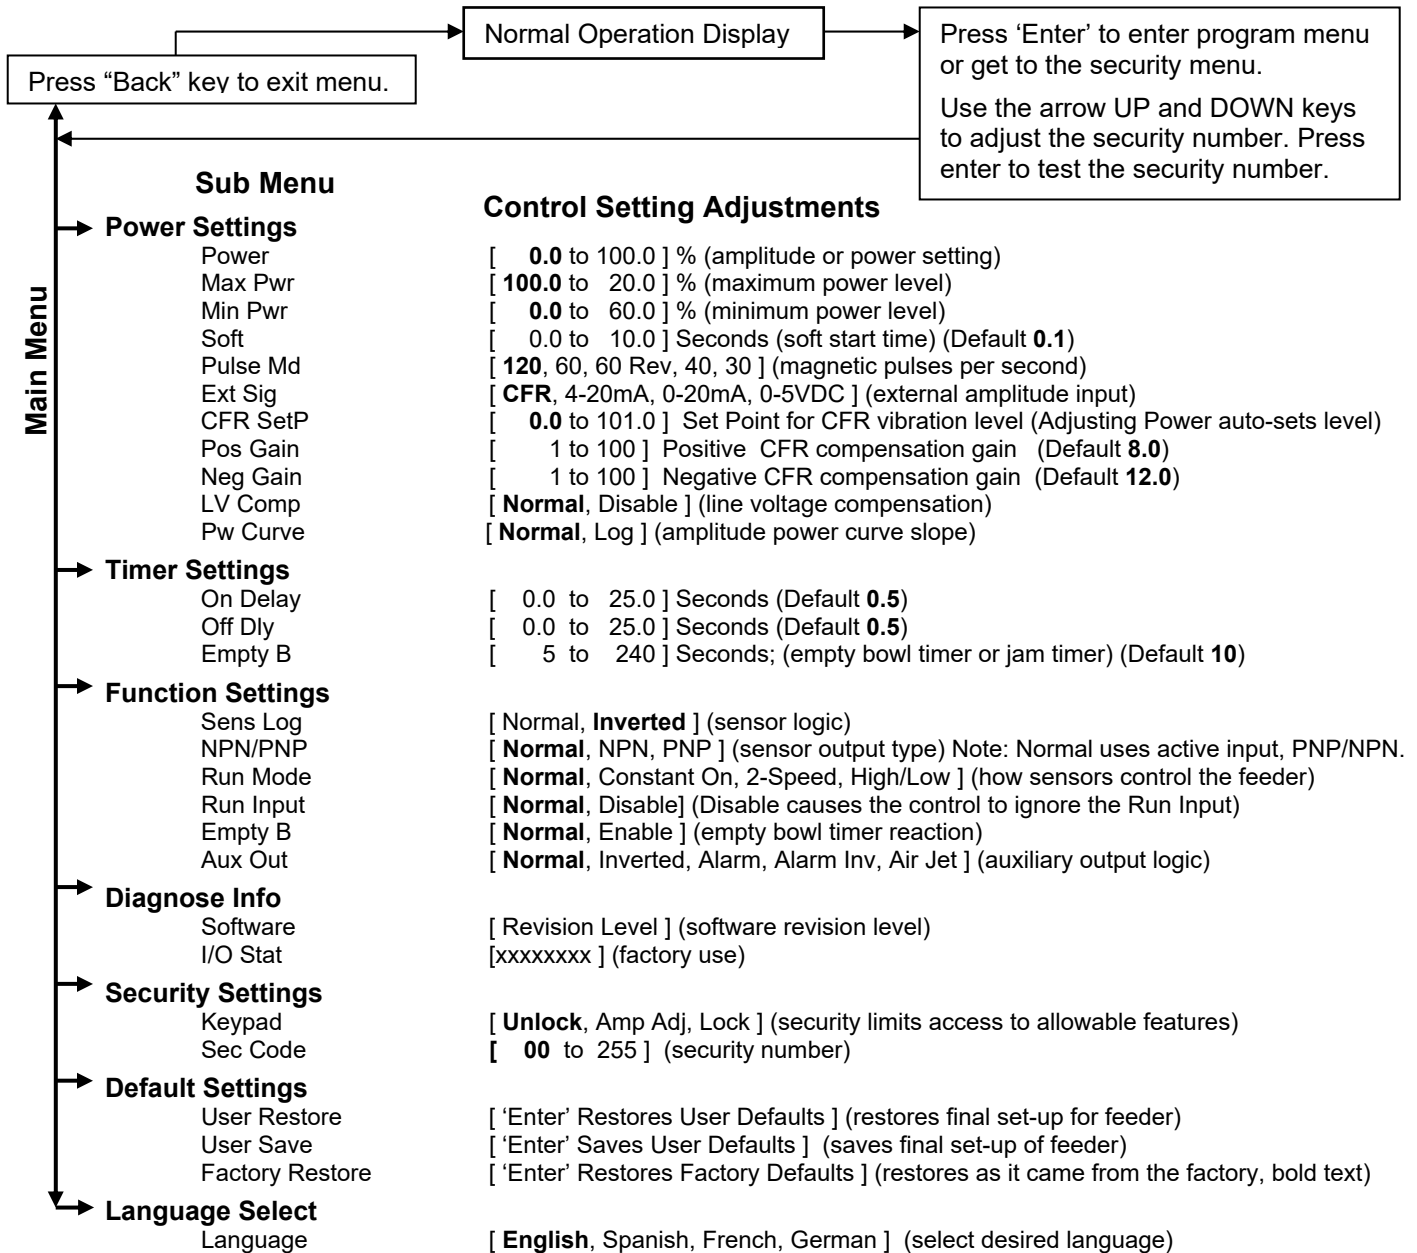 Normal Operation Display
Press “Back” key to exit menu.
Press ‘Enter’ to enter program menu
or get to the security menu.
Use the arrow UP and DOWN keys
to adjust the security number. Press
enter to test the security number.
Main Menu
Sub Menu
Control Setting Adjustments
Power Settings
Power [ 0.0 to 100.0 ] % (amplitude or power setting)
Max Pwr [ 100.0 to 20.0 ] % (maximum power level)
Min Pwr [ 0.0 to 60.0 ] % (minimum power level)
Soft [ 0.0 to 10.0 ] Seconds (soft start time) (Default 0.1)
Pulse Md [ 120, 60, 60 Rev, 40, 30 ] (magnetic pulses per second)
Ext Sig [ CFR, 4-20mA, 0-20mA, 0-5VDC ] (external amplitude input)
CFR SetP [ 0.0 to 101.0 ] Set Point for CFR vibration level (Adjusting Power auto-sets level)
Pos Gain [ 1 to 100 ] Positive CFR compensation gain (Default 8.0)
Neg Gain [ 1 to 100 ] Negative CFR compensation gain (Default 12.0)
LV Comp [ Normal, Disable ] (line voltage compensation)
Pw Curve [ Normal, Log ] (amplitude power curve slope)
Timer Settings
On Delay [ 0.0 to 25.0 ] Seconds (Default 0.5)
Off Dly [ 0.0 to 25.0 ] Seconds (Default 0.5)
Empty B [ 5 to 240 ] Seconds; (empty bowl timer or jam timer) (Default 10)
Function Settings
Sens Log [ Normal, Inverted ] (sensor logic)
NPN/PNP [ Normal, NPN, PNP ] (sensor output type) Note: Normal uses active input, PNP/NPN.
Run Mode [ Normal, Constant On, 2-Speed, High/Low ] (how sensors control the feeder)
Run Input [ Normal, Disable] (Disable causes the control to ignore the Run Input)
Empty B [ Normal, Enable ] (empty bowl timer reaction)
Aux Out [ Normal, Inverted, Alarm, Alarm Inv, Air Jet ] (auxiliary output logic)
Diagnose Info
Software [ Revision Level ] (software revision level)
I/O Stat [xxxxxxxx ] (factory use)
Security Settings
Keypad [ Unlock, Amp Adj, Lock ] (security limits access to allowable features)
Sec Code [ 00 to 255 ] (security number)
Default Settings
User Restore [ ‘Enter’ Restores User Defaults ] (restores final set-up for feeder)
User Save [ ‘Enter’ Saves User Defaults ] (saves final set-up of feeder)
Factory Restore [ ‘Enter’ Restores Factory Defaults ] (restores as it came from the factory, bold text)
Language Select
Language [ English, Spanish, French, German ] (select desired language)